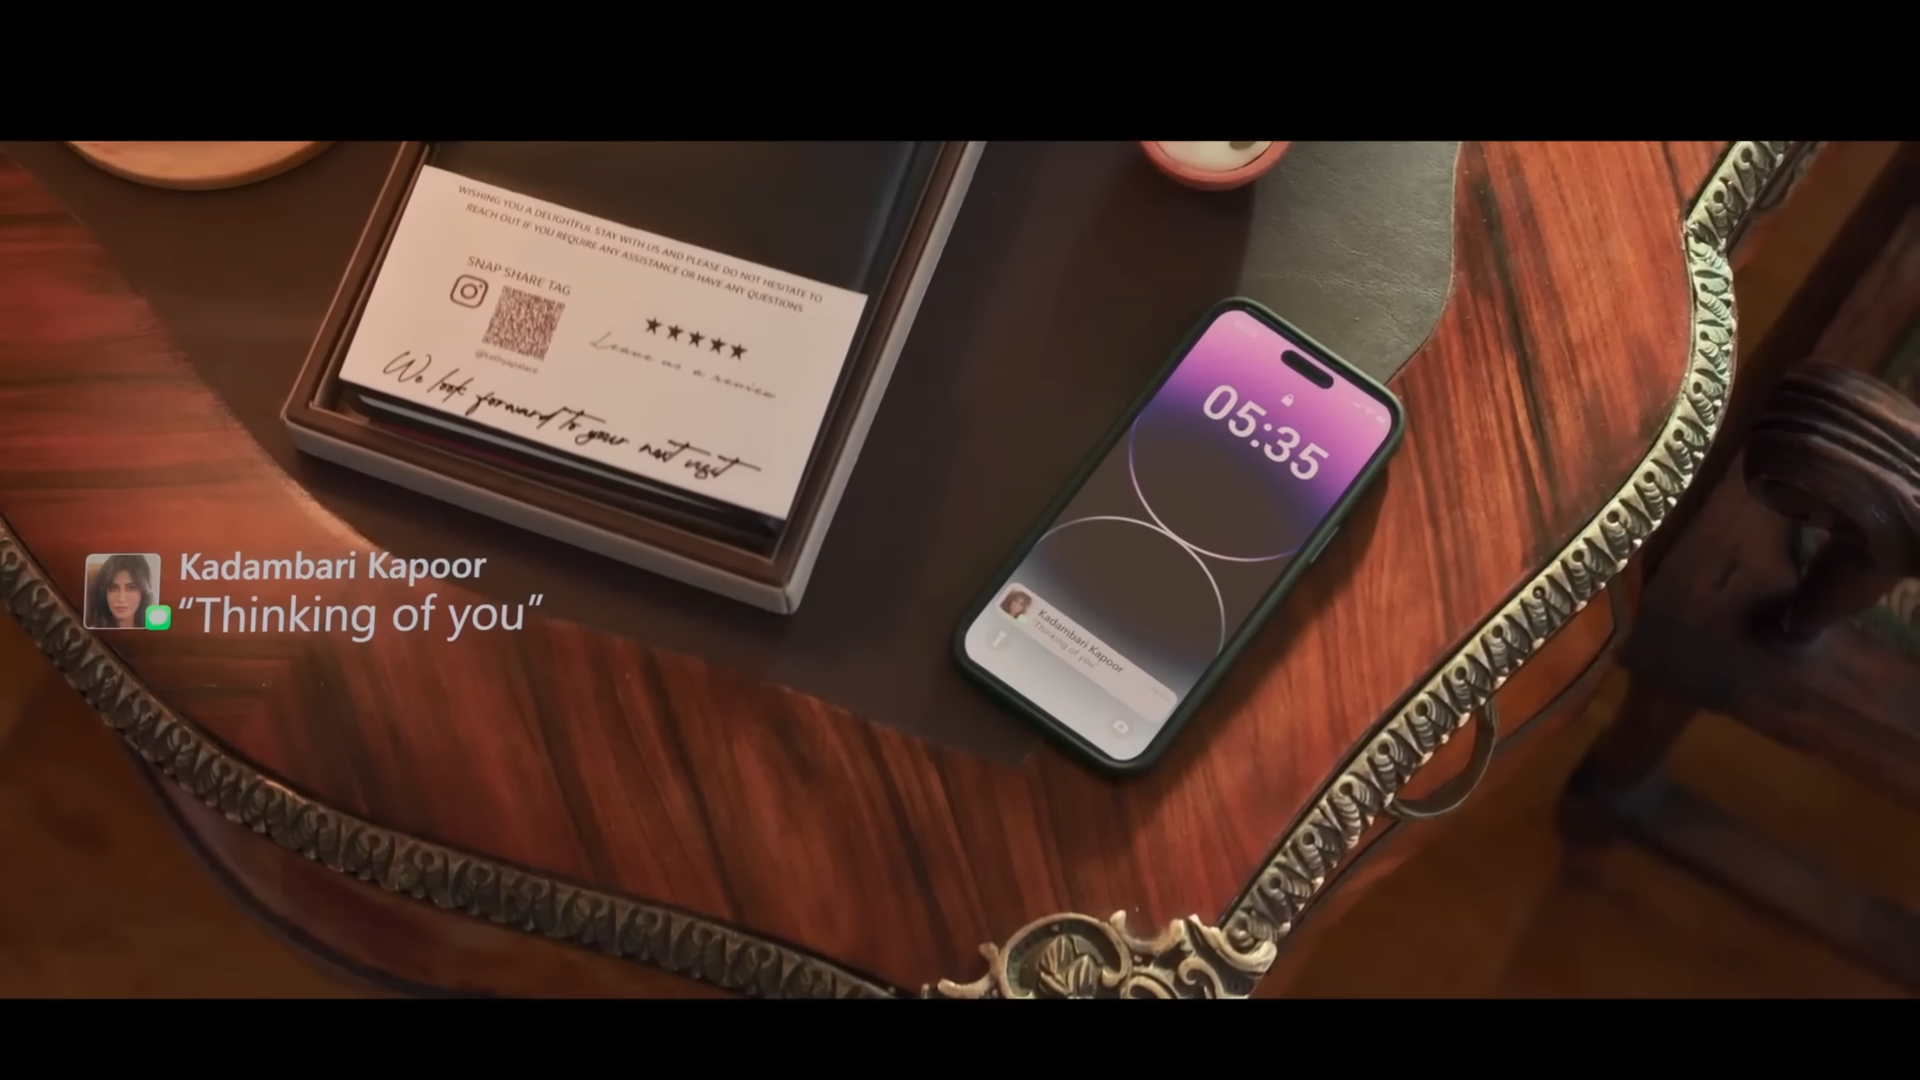 WISHING YOU A DELIGHTFUL STAY WITH US AND PLEASE DO NOT HESITATE TO
REACH OUT IF YOU REQUIRE ANY ASSISTANCE OR HAVE ANY QUESTIONS
SNAP SHARE TAG
@tathyapalace
★★★★★
Leave us a review
We look forward to your next visit
05:35
Kadambari Kapoor
"Thinking of you"
Kadambari Kapoor
“Thinking of you”